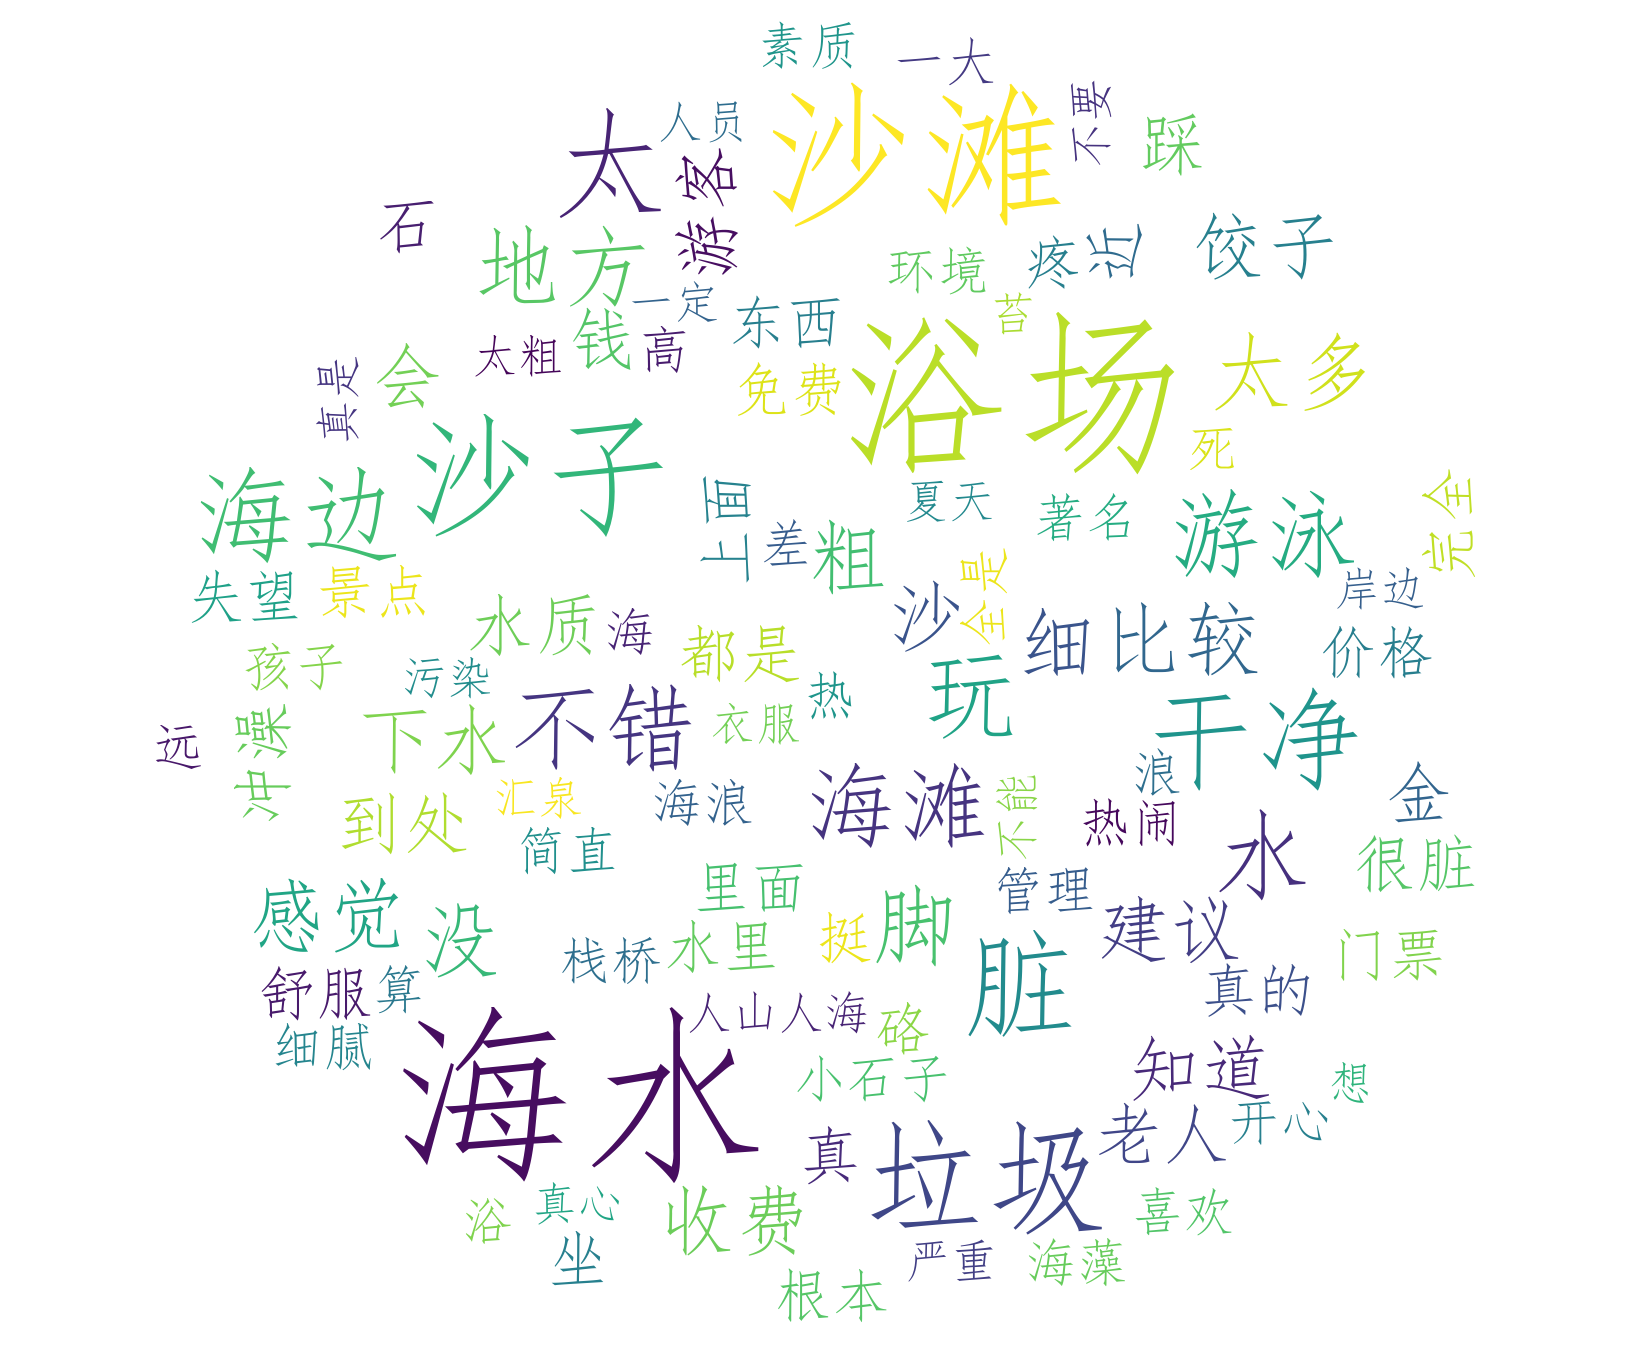 素质
一大
沙滩
不要
踩
人员
太
游客
石
地方
环境
疼
近
饺子
一定
东西
苔
钱
高
太粗
浴场
太多
真是
会
免费
沙子
死
海边
上面
夏天
著名
游泳
完全
差
粗
失望
景点
全是
岸边
水质
海
沙
细
比较
价格
都是
孩子
污染
热
玩
不错
衣服
干净
远
冲澡
下水
海滩
浪
金
汇泉
海浪
不能
热闹
到处
简直
水
很脏
里面
管理
感觉
没
挺
脚
建议
门票
栈桥
水里
脏
真的
舒服
算
人山人海
硌
细腻
海水
小石子
知道
想
真
垃圾
老人
开心
浴
真心
收费
喜欢
坐
严重
海藻
根本